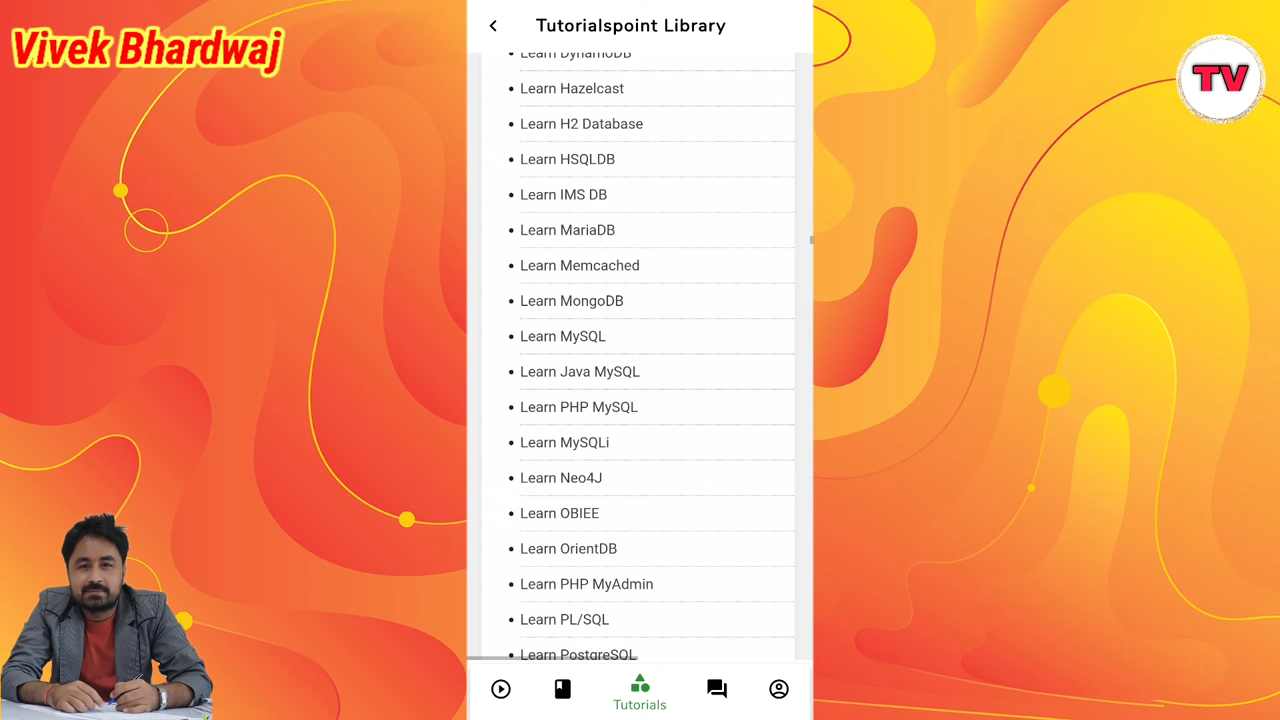 Vivek Bhardwaj
Tutorialspoint Library
TV
Learn DynamoDB
Learn Hazelcast
Learn H2 Database
Learn HSQLDB
Learn IMS DB
Learn MariaDB
Learn Memcached
Learn MongoDB
Learn MySQL
Learn Java MySQL
Learn PHP MySQL
Learn MySQLi
Learn Neo4J
Learn OBIEE
Learn OrientDB
Learn PHP MyAdmin
Learn PL/SQL
Learn PostgreSQL
Tutorials